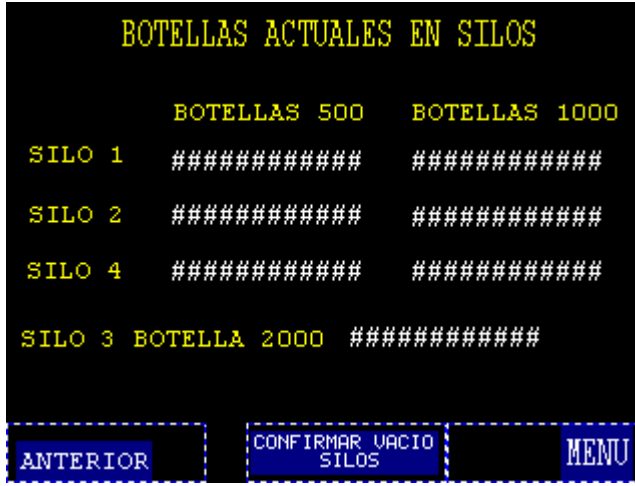 BOTELLAS ACTUALES EN SILOS
BOTELLAS 500 BOTELLAS 1000
SILO 1 ############ ############
SILO 2 ############ ############
SILO 4 ############ ############
SILO 3 BOTELLA 2000 ############
ANTERIOR
CONFIRMAR VACIO
SILOS
MENU